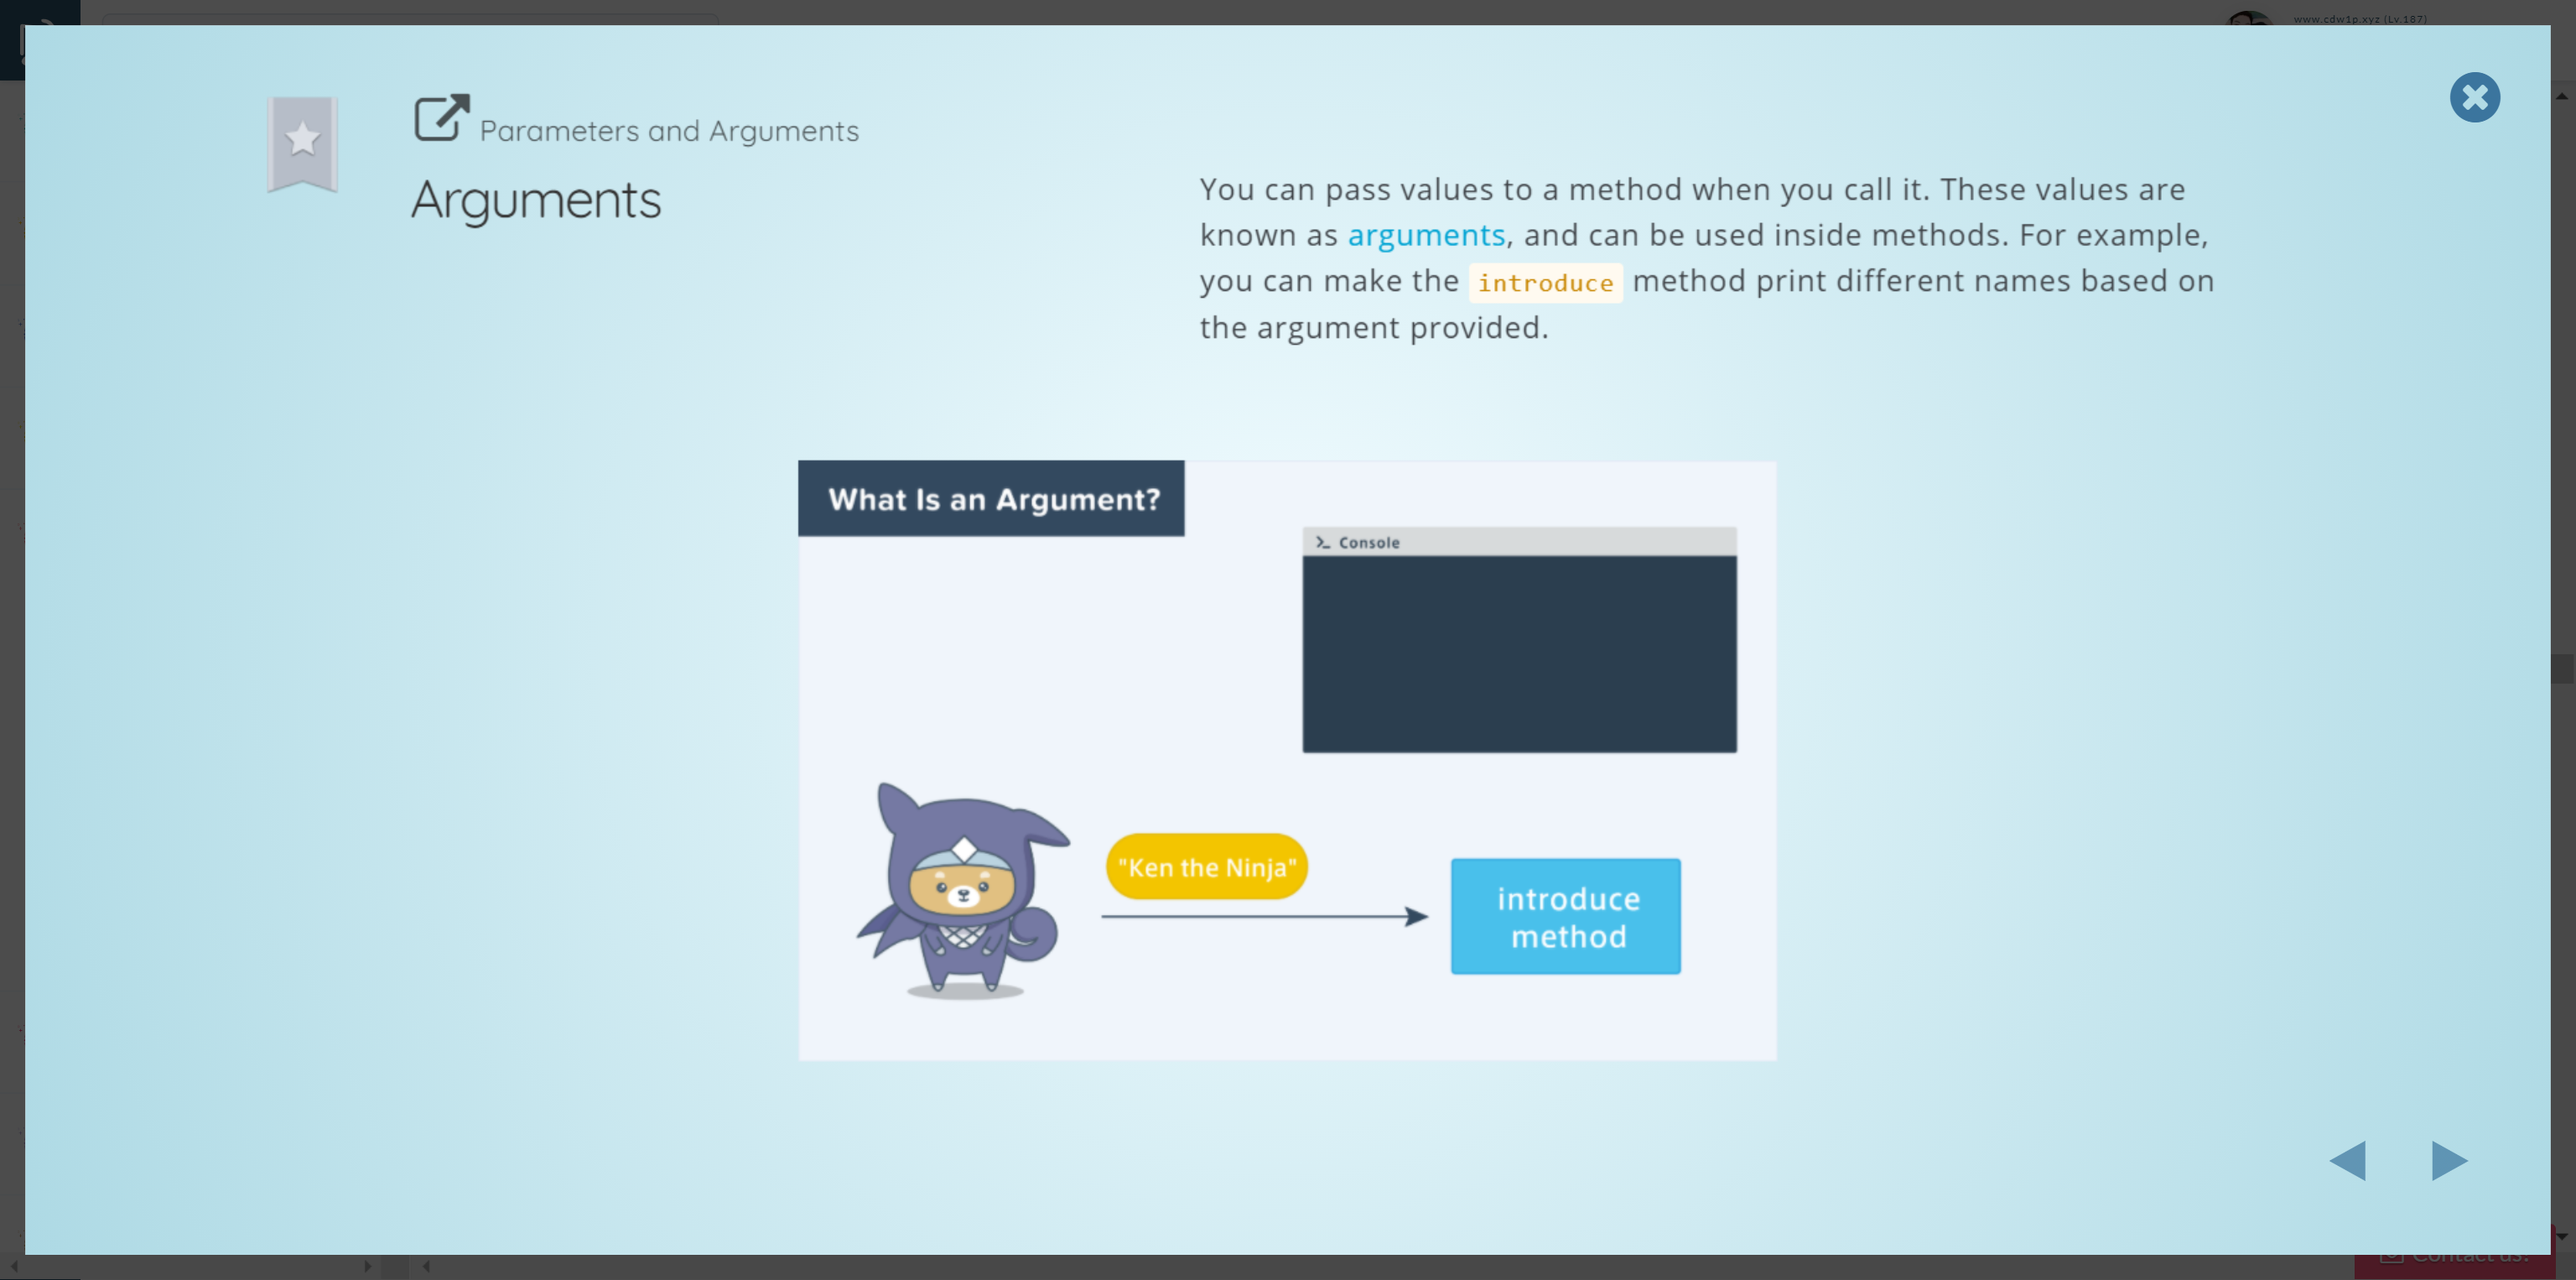 www.cdw1p.xyz (Lv.187)
Parameters and Arguments
Arguments
You can pass values to a method when you call it. These values are
known as arguments, and can be used inside methods. For example,
you can make the introduce method print different names based on
the argument provided.
What Is an Argument?
>_ Console
"Ken the Ninja"
introduce
method
Contact us!